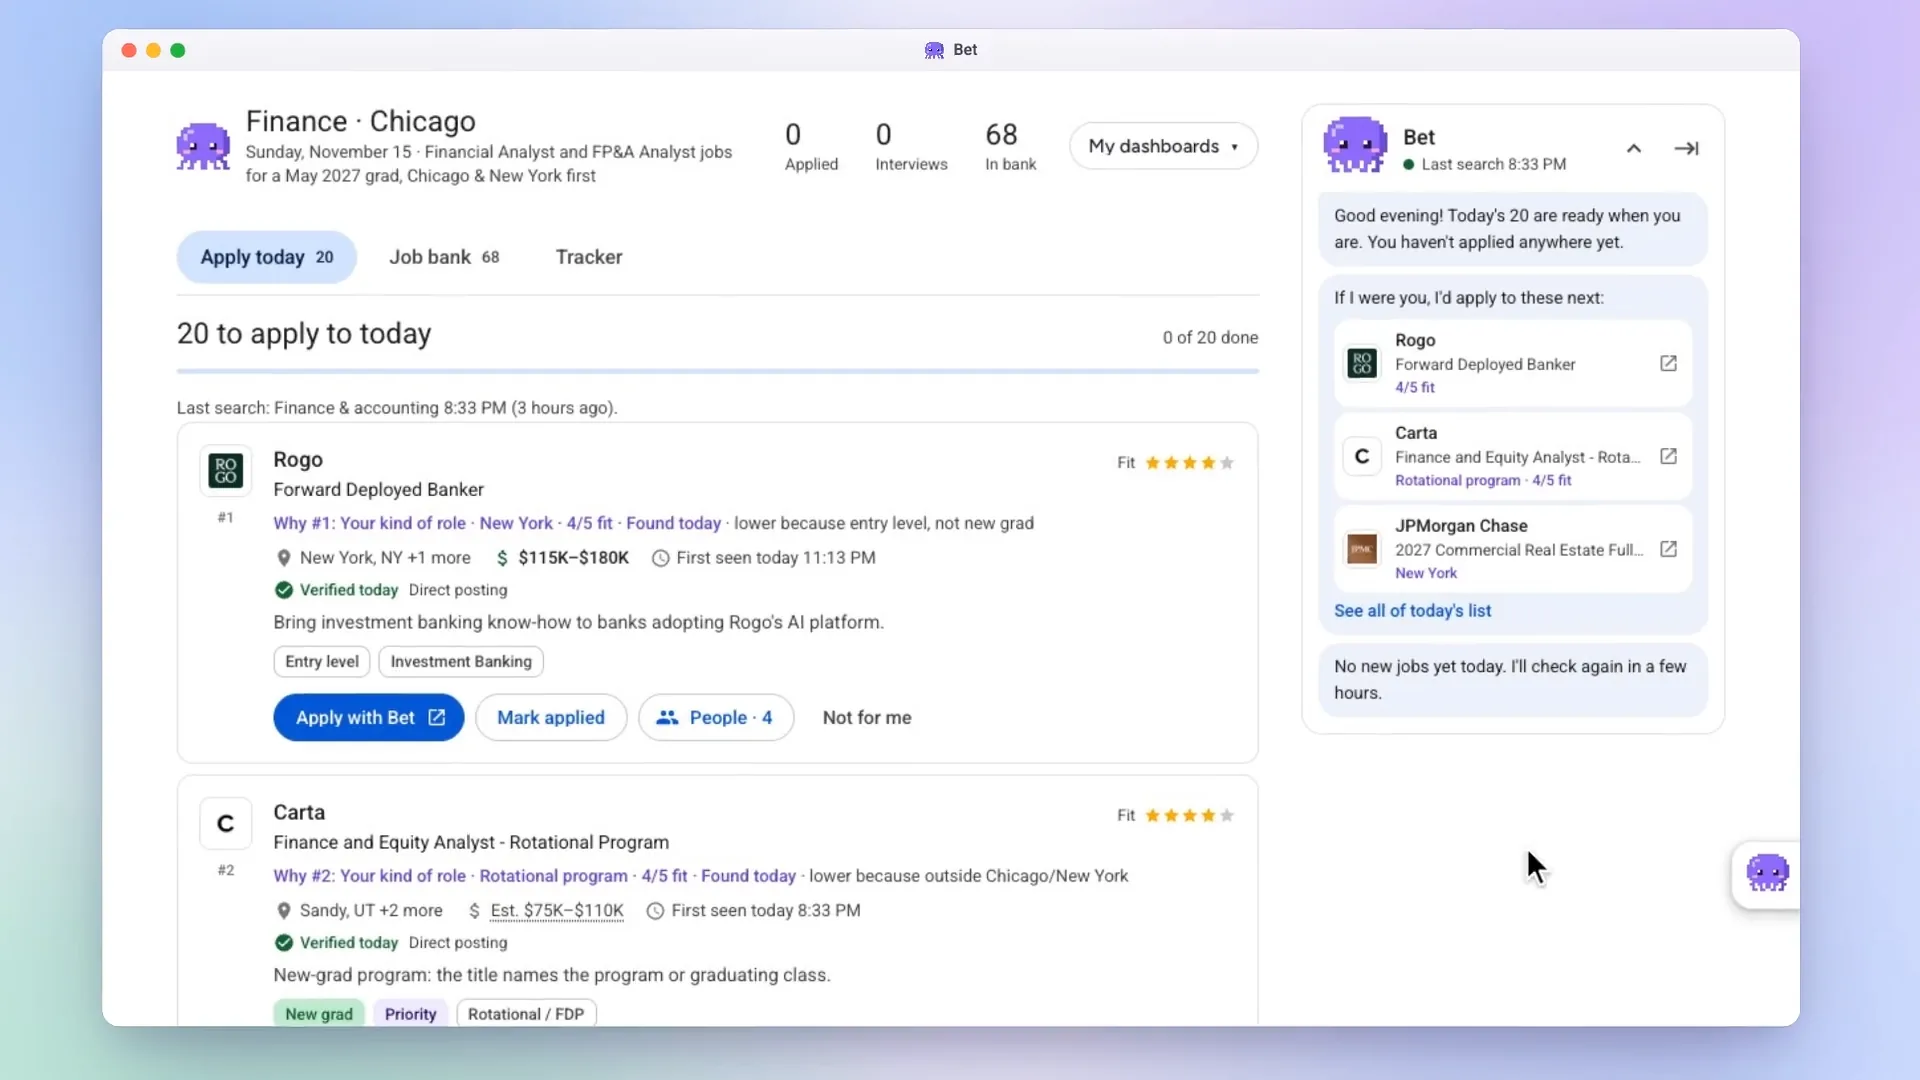 Bet
Finance · Chicago
Sunday, November 15 · Financial Analyst and FP&A Analyst jobs
for a May 2027 grad, Chicago & New York first
0
Applied
0
Interviews
68
In bank
My dashboards
Apply today 20
Job bank 68
Tracker
20 to apply to today
0 of 20 done
Last search: Finance & accounting 8:33 PM (3 hours ago).
RO
GO
#1
Rogo
Fit
Forward Deployed Banker
Why #1: Your kind of role · New York · 4/5 fit · Found today · lower because entry level, not new grad
New York, NY +1 more
$ $115K–$180K
First seen today 11:13 PM
Verified today Direct posting
Bring investment banking know-how to banks adopting Rogo's AI platform.
Entry level
Investment Banking
Apply with Bet
Mark applied
People · 4
Not for me
C
#2
Carta
Fit
Finance and Equity Analyst - Rotational Program
Why #2: Your kind of role · Rotational program · 4/5 fit · Found today · lower because outside Chicago/New York
Sandy, UT +2 more
$ Est. $75K–$110K
First seen today 8:33 PM
Verified today Direct posting
New-grad program: the title names the program or graduating class.
New grad
Priority
Rotational / FDP
Bet
Last search 8:33 PM
Good evening! Today's 20 are ready when you
are. You haven't applied anywhere yet.
If I were you, I'd apply to these next:
RO
GO
Rogo
Forward Deployed Banker
4/5 fit
C
Carta
Finance and Equity Analyst - Rota...
Rotational program · 4/5 fit
JPMC
JPMorgan Chase
2027 Commercial Real Estate Full...
New York
See all of today's list
No new jobs yet today. I'll check again in a few
hours.